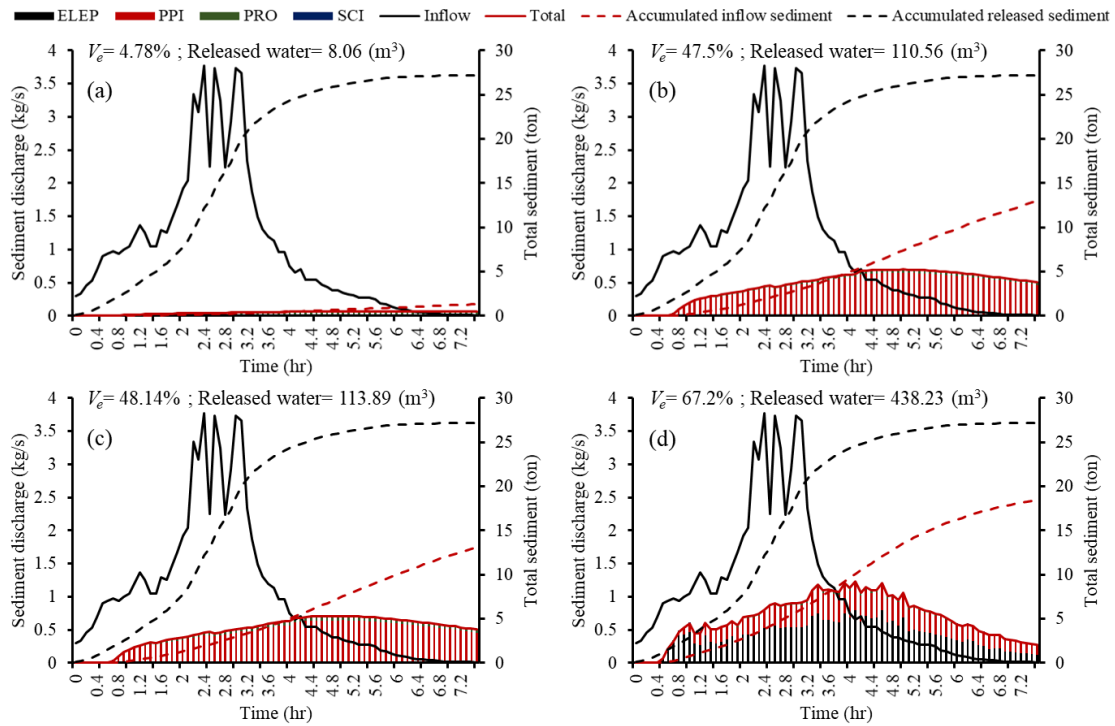 ELEP PPI PRO SCI Inflow Total Accumulated inflow sediment Accumulated released sediment
Vₑ= 4.78% ; Released water= 8.06 (m³)
(a)
Sediment discharge (kg/s)
4
3.5
3
2.5
2
1.5
1
0.5
0
30
25
20
15
10
5
0
Total sediment (ton)
0 0.4 0.8 1.2 1.6 2 2.4 2.8 3.2 3.6 4 4.4 4.8 5.2 5.6 6 6.4 6.8 7.2
Time (hr)
Vₑ= 47.5% ; Released water= 110.56 (m³)
(b)
Sediment discharge (kg/s)
4
3.5
3
2.5
2
1.5
1
0.5
0
30
25
20
15
10
5
0
Total sediment (ton)
0 0.4 0.8 1.2 1.6 2 2.4 2.8 3.2 3.6 4 4.4 4.8 5.2 5.6 6 6.4 6.8 7.2
Time (hr)
Vₑ= 48.14% ; Released water= 113.89 (m³)
(c)
Sediment discharge (kg/s)
4
3.5
3
2.5
2
1.5
1
0.5
0
30
25
20
15
10
5
0
Total sediment (ton)
0 0.4 0.8 1.2 1.6 2 2.4 2.8 3.2 3.6 4 4.4 4.8 5.2 5.6 6 6.4 6.8 7.2
Time (hr)
Vₑ= 67.2% ; Released water= 438.23 (m³)
(d)
Sediment discharge (kg/s)
4
3.5
3
2.5
2
1.5
1
0.5
0
30
25
20
15
10
5
0
Total sediment (ton)
0 0.4 0.8 1.2 1.6 2 2.4 2.8 3.2 3.6 4 4.4 4.8 5.2 5.6 6 6.4 6.8 7.2
Time (hr)